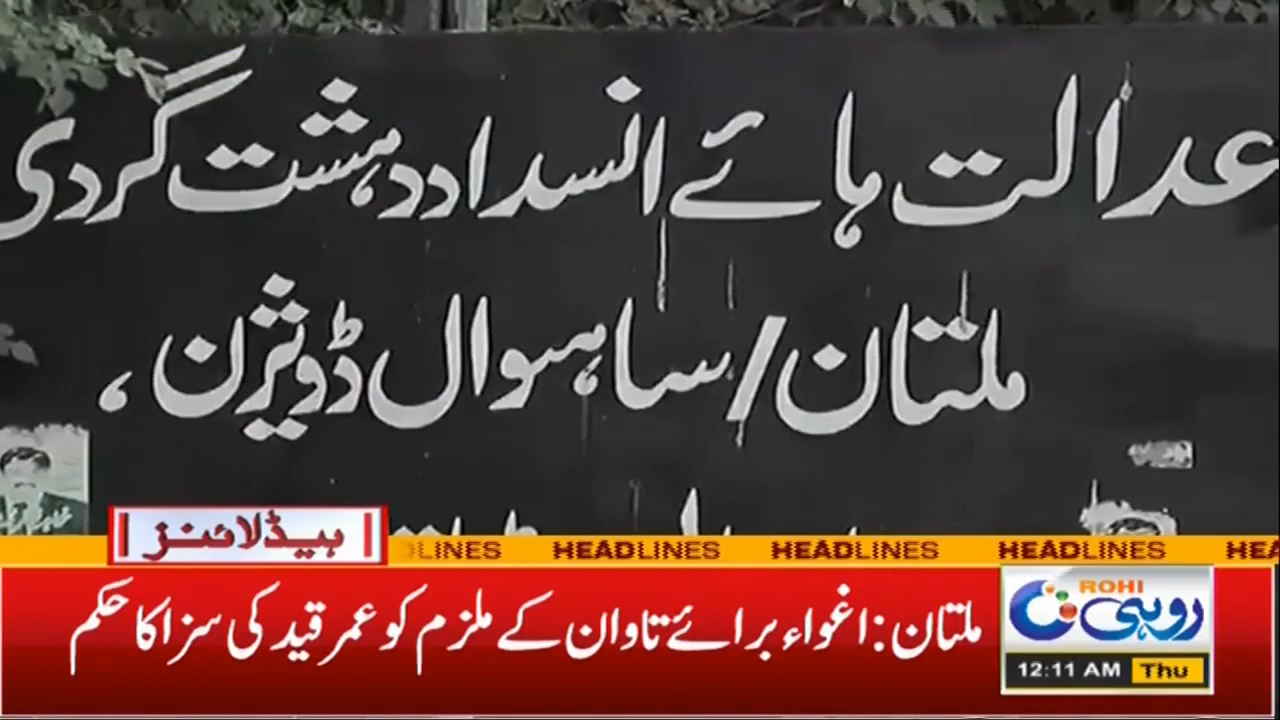 عدالت ہائے انسداد دہشت گردی
ملتان/ساہیوال ڈویژن،
ہیڈلائنز
HEADLINES HEADLINES HEADLINES
ملتان: اغواء برائے تاوان کے ملزم کو عمر قید کی سزا کا حکم
ROHI
روہی
12:11 AM Thu